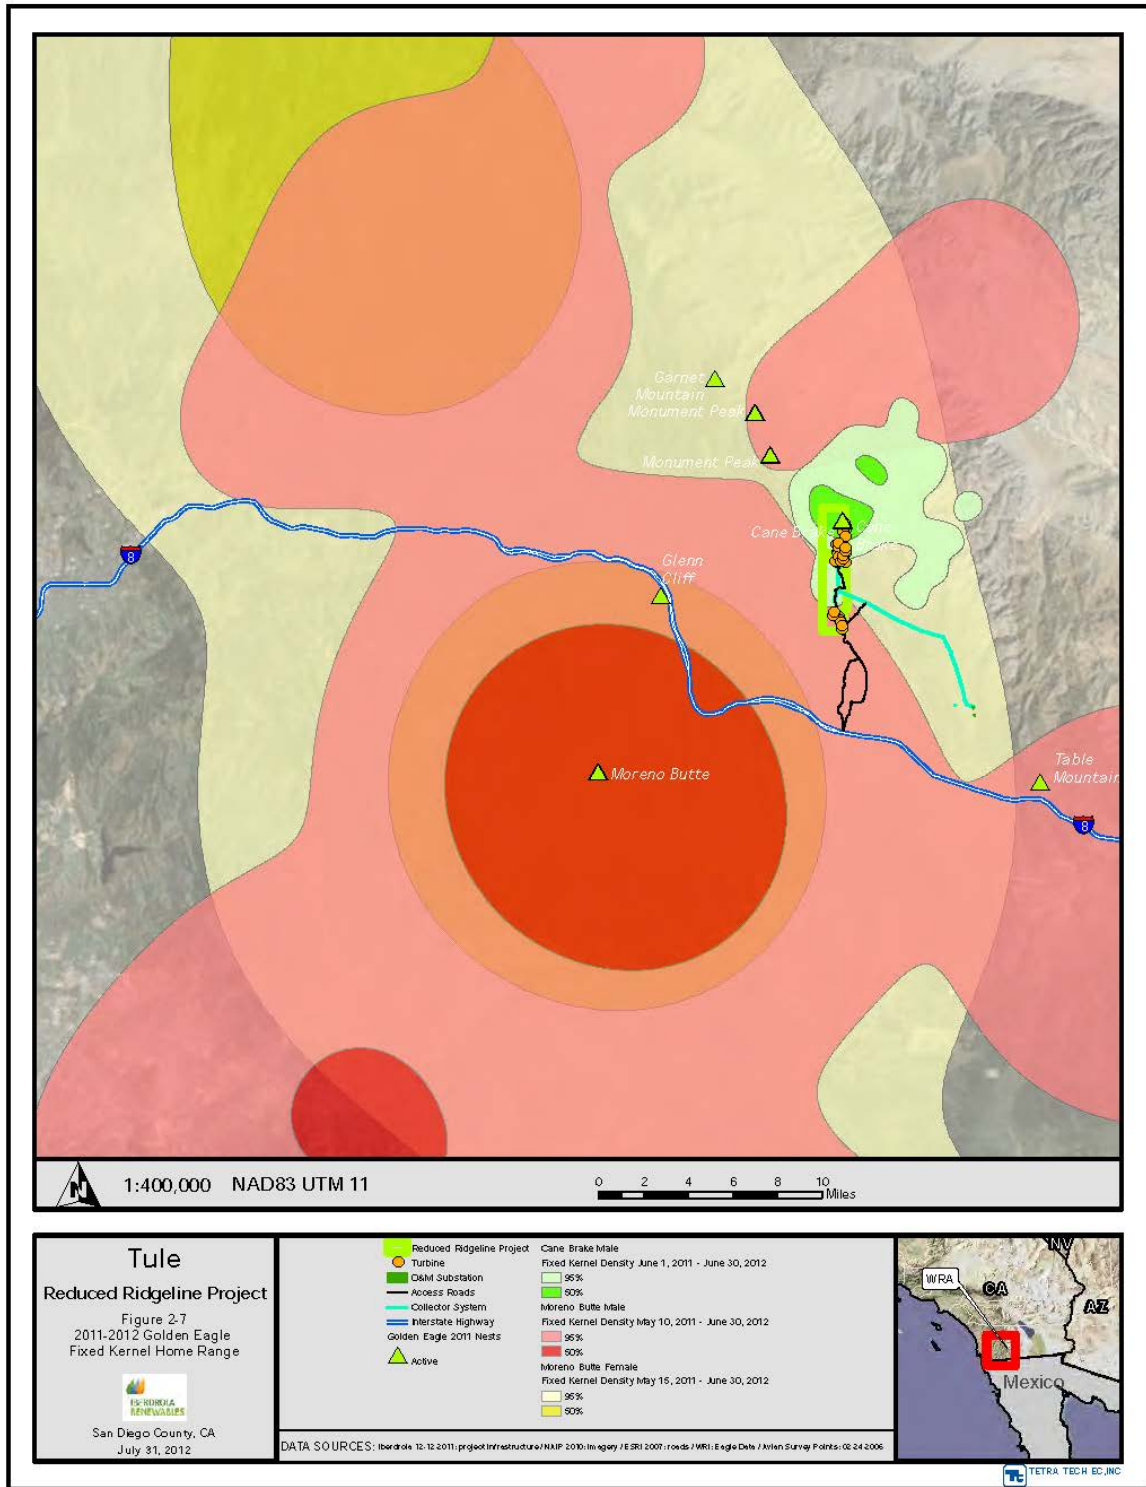 Garnet
Mountain
Monument Peak
Monument Peak
Cane Brake
Cane
Brake
Glenn
Cliff
8
Moreno Butte
Table
Mountain
8
N
1:400,000 NAD83 UTM 11
0 2 4 6 8 10
Miles
Tule
Reduced Ridgeline Project
Figure 2-7
2011-2012 Golden Eagle
Fixed Kernel Home Range
IBERDROLA
RENEWABLES
San Diego County, CA
July 31, 2012
Reduced Ridgeline Project
Turbine
O&M Substation
Access Roads
Collector System
Interstate Highway
Golden Eagle 2011 Nests
Active
Cane Brake Male
Fixed Kernel Density June 1, 2011 - June 30, 2012
95%
50%
Moreno Butte Male
Fixed Kernel Density May 10, 2011 - June 30, 2012
95%
50%
Moreno Butte Female
Fixed Kernel Density May 15, 2011 - June 30, 2012
95%
50%
DATA SOURCES: Iberdrola 12-12-2011: project infrastructure / NAIP 2010: Imagery / ESRI 2007: roads / WRI: Eagle Data / Avian Survey Points: 02-24-2006
NV
WRA
CA
AZ
Mexico
TETRA TECH EC, INC